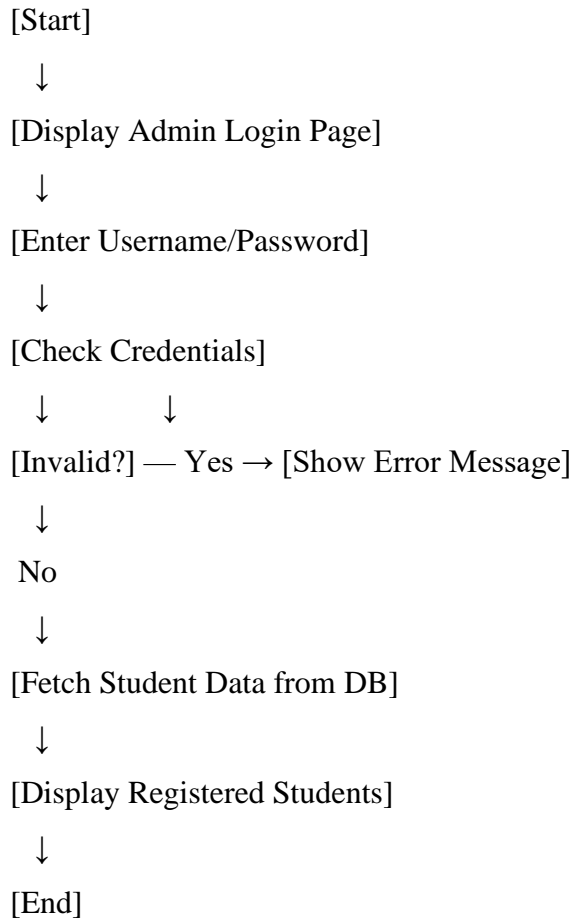 [Start]
↓
[Display Admin Login Page]
↓
[Enter Username/Password]
↓
[Check Credentials]
↓ ↓
[Invalid?] — Yes → [Show Error Message]
↓
No
↓
[Fetch Student Data from DB]
↓
[Display Registered Students]
↓
[End]